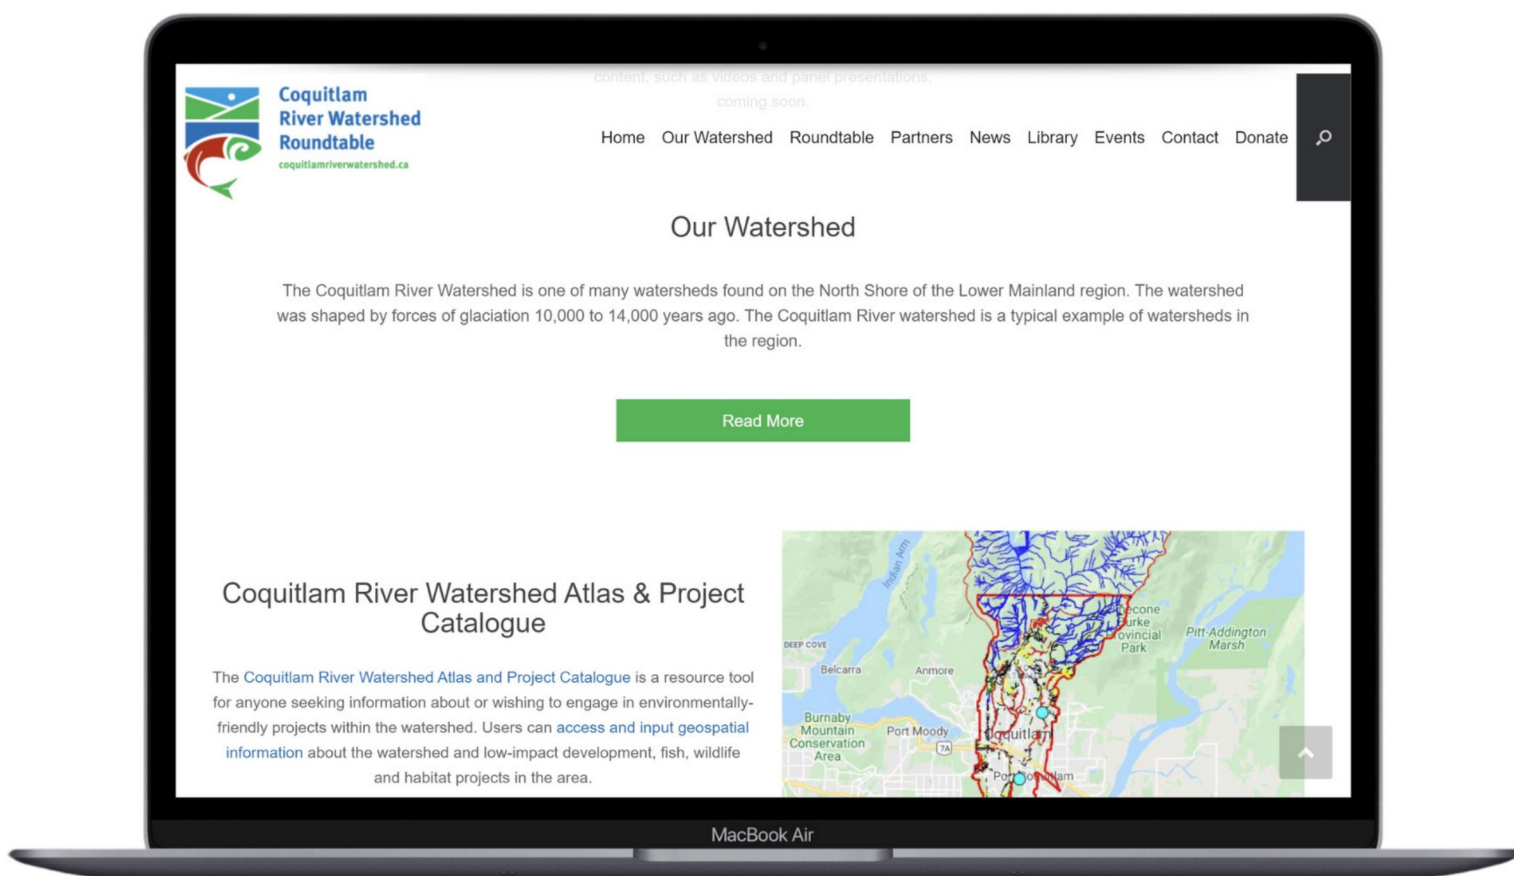 content, such as videos and panel presentations.
coming soon.
Coquitlam
River Watershed
Roundtable
coquitlamriverwatershed.ca
Home Our Watershed Roundtable Partners News Library Events Contact Donate
Our Watershed
The Coquitlam River Watershed is one of many watersheds found on the North Shore of the Lower Mainland region. The watershed
was shaped by forces of glaciation 10,000 to 14,000 years ago. The Coquitlam River watershed is a typical example of watersheds in
the region.
Read More
Coquitlam River Watershed Atlas & Project
Catalogue
The Coquitlam River Watershed Atlas and Project Catalogue is a resource tool
for anyone seeking information about or wishing to engage in environmentally-
friendly projects within the watershed. Users can access and input geospatial
information about the watershed and low-impact development, fish, wildlife
and habitat projects in the area.
Indian Arm
DEEP COVE
Belcarra
Anmore
Provincial
Park
Pitt-Addington
Marsh
Burnaby
Mountain
Conservation
Area
Port Moody
7A
Coquitlam
MacBook Air